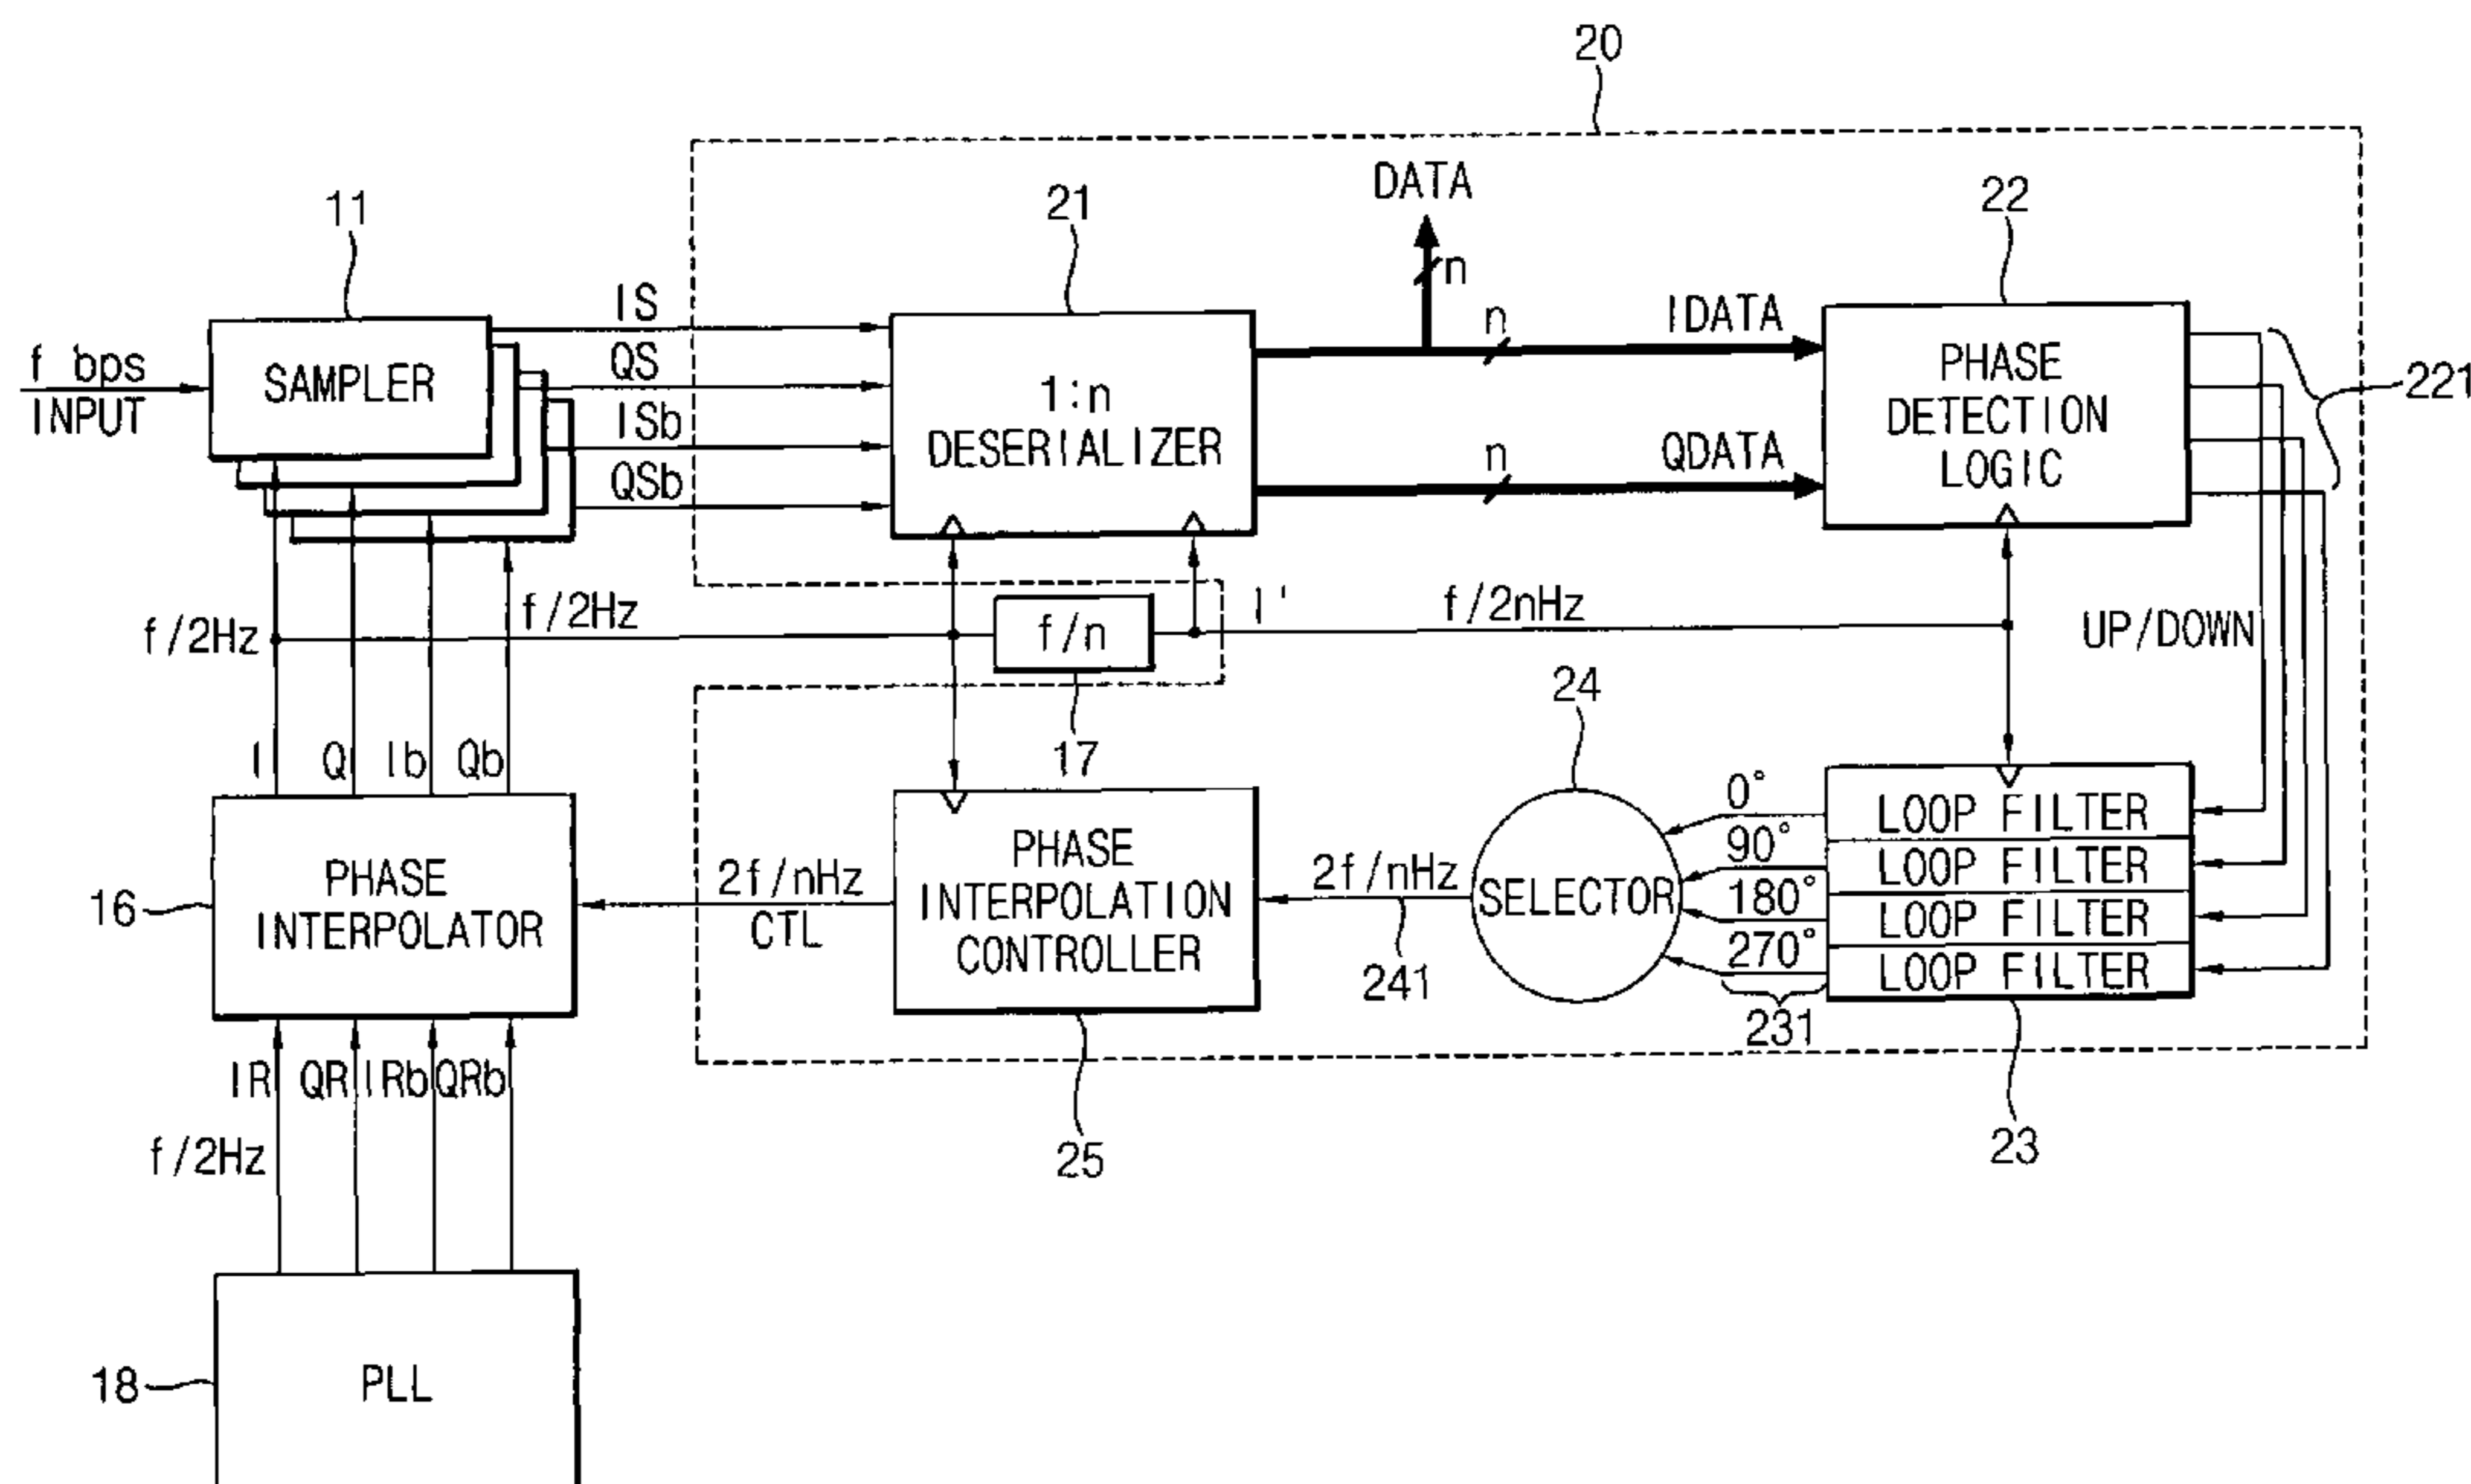 20
11
21
DATA
n
22
f bps
INPUT
SAMPLER
IS
QS
ISb
QSb
1:n
DESERIALIZER
n
IDATA
n
QDATA
PHASE
DETECTION
LOGIC
221
f/2Hz
f/2Hz
f/n
I'
f/2nHz
UP/DOWN
17
24
I
Q
Ib
Qb
16
PHASE
INTERPOLATOR
2f/nHz
CTL
PHASE
INTERPOLATION
CONTROLLER
2f/nHz
241
SELECTOR
0°
90°
180°
270°
231
LOOP FILTER
LOOP FILTER
LOOP FILTER
LOOP FILTER
25
23
IR
QR
IRb
QRb
f/2Hz
18
PLL